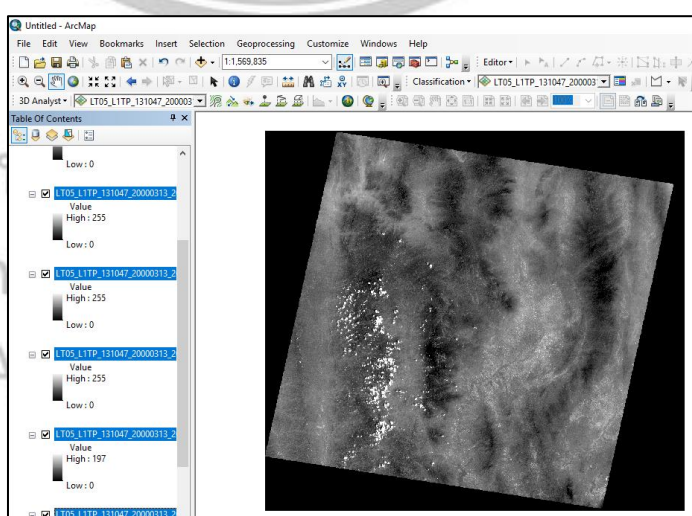 Untitled - ArcMap
File Edit View Bookmarks Insert Selection Geoprocessing Customize Windows Help
1:1,569,835 Editor
Classification LT05_L1TP_131047_200003
3D Analyst LT05_L1TP_131047_200003
Table Of Contents
Low : 0
LT05_L1TP_131047_20000313_2
Value
High : 255
Low : 0
LT05_L1TP_131047_20000313_2
Value
High : 255
Low : 0
LT05_L1TP_131047_20000313_2
Value
High : 255
Low : 0
LT05_L1TP_131047_20000313_2
Value
High : 197
Low : 0
LT05_L1TP_131047_20000313_2